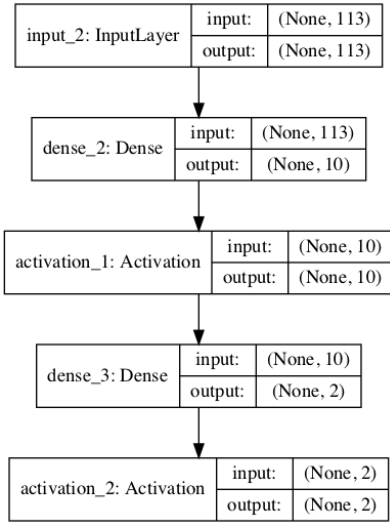 input_2: InputLayer
input: (None, 113)
output: (None, 113)
dense_2: Dense
input: (None, 113)
output: (None, 10)
activation_1: Activation
input: (None, 10)
output: (None, 10)
dense_3: Dense
input: (None, 10)
output: (None, 2)
activation_2: Activation
input: (None, 2)
output: (None, 2)